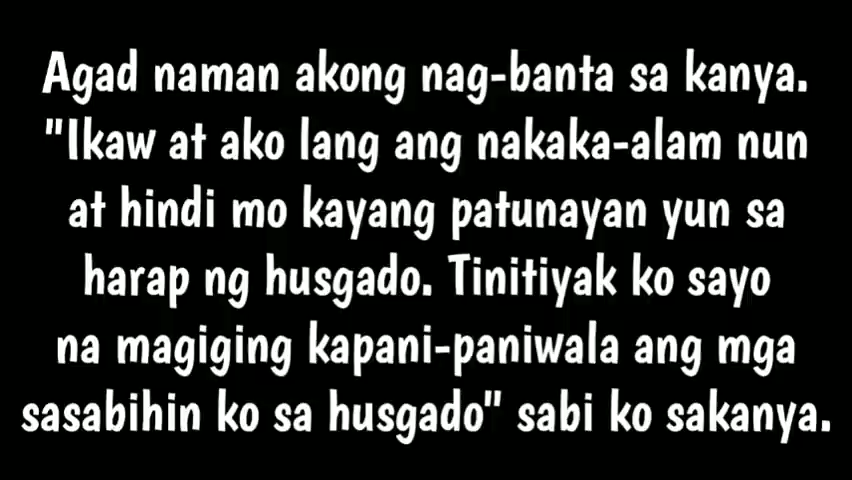 Agad naman akong nag-banta sa kanya.
"Ikaw at ako lang ang nakaka-alam nun
at hindi mo kayang patunayan yun sa
harap ng husgado. Tinitiyak ko sayo
na magiging kapani-paniwala ang mga
sasabihin ko sa husgado" sabi ko sakanya.